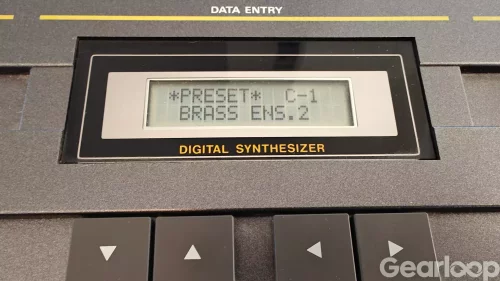 DATA ENTRY
*PRESET* C-1
BRASS ENS.2
DIGITAL SYNTHESIZER
Gearloop